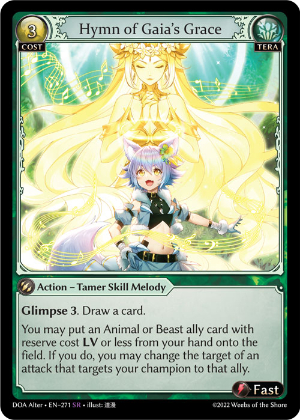 3
Hymn of Gaia's Grace
COST
TERA
Action – Tamer Skill Melody
Glimpse 3. Draw a card.
You may put an Animal or Beast ally card with
reserve cost LV or less from your hand onto the
field. If you do, you may change the target of an
attack that targets your champion to that ally.
Fast
DOA Alter • EN-271 SR • illust: 速瀬
©2022 Weebs of the Shore